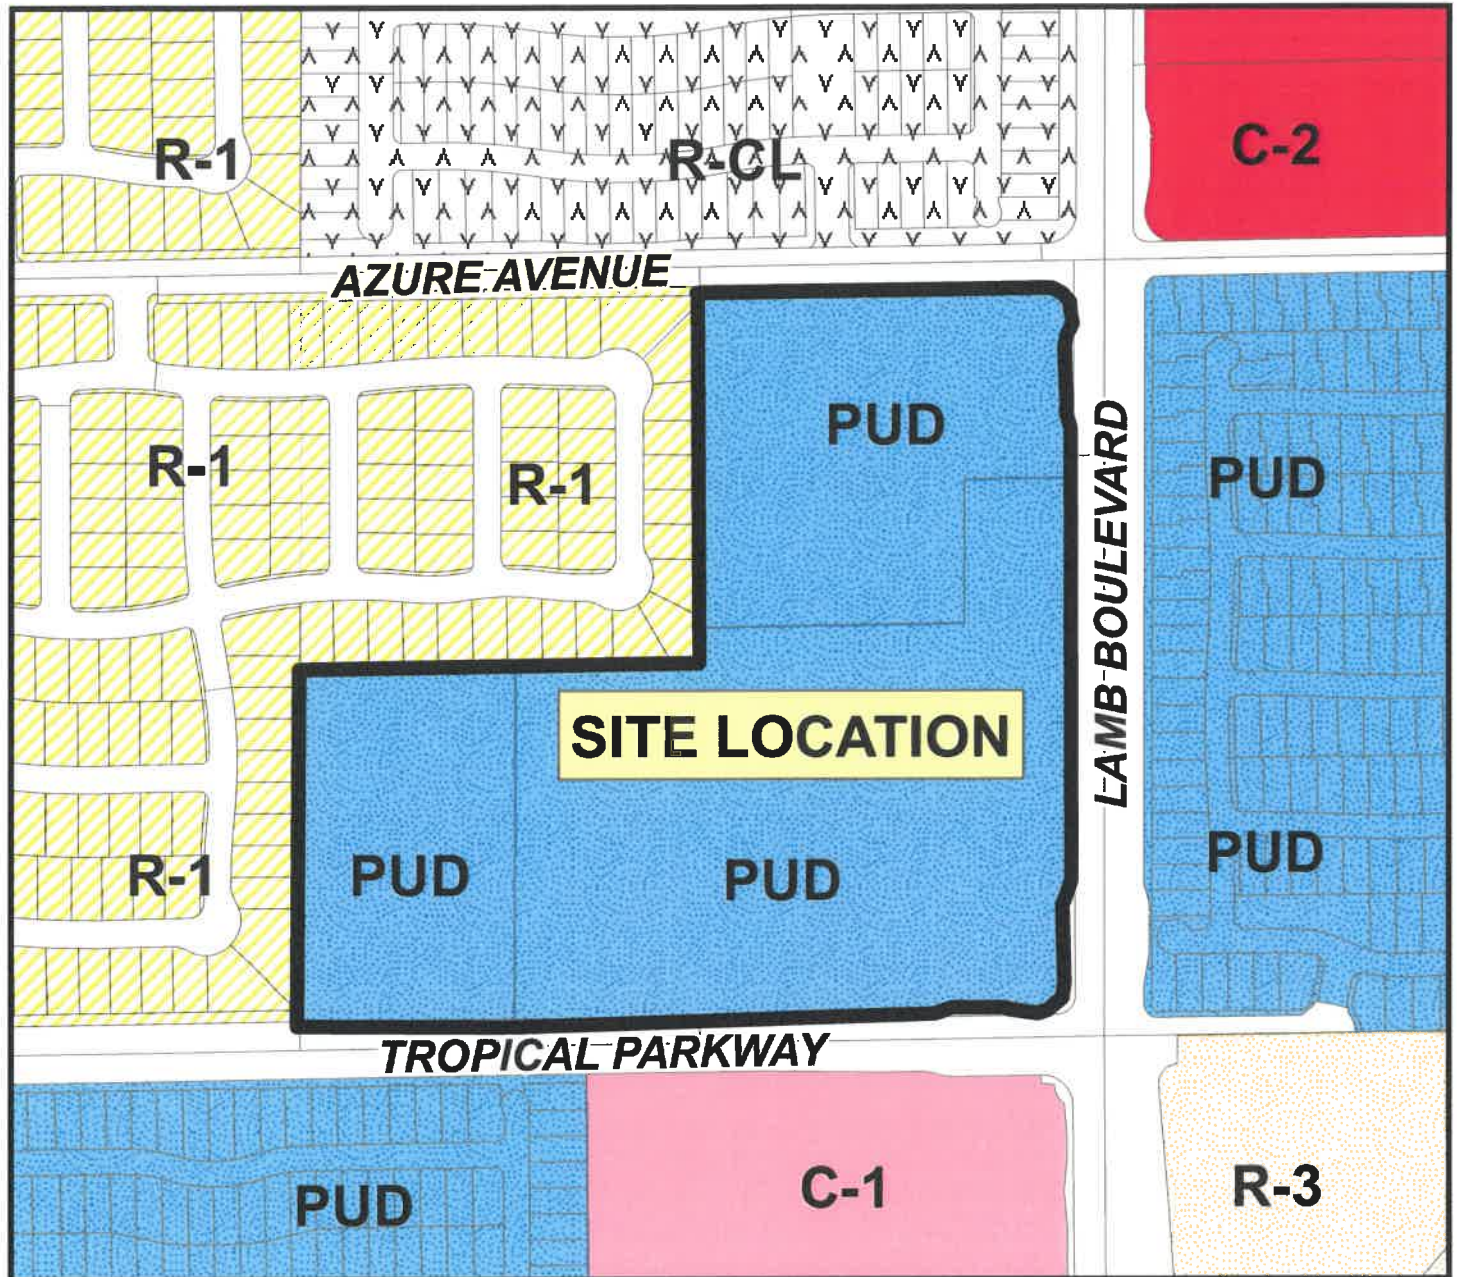 R-1
R-CL
C-2
AZURE AVENUE
PUD
PUD
R-1
R-1
LAMB BOULEVARD
SITE LOCATION
R-1
PUD
PUD
PUD
TROPICAL PARKWAY
PUD
C-1
R-3